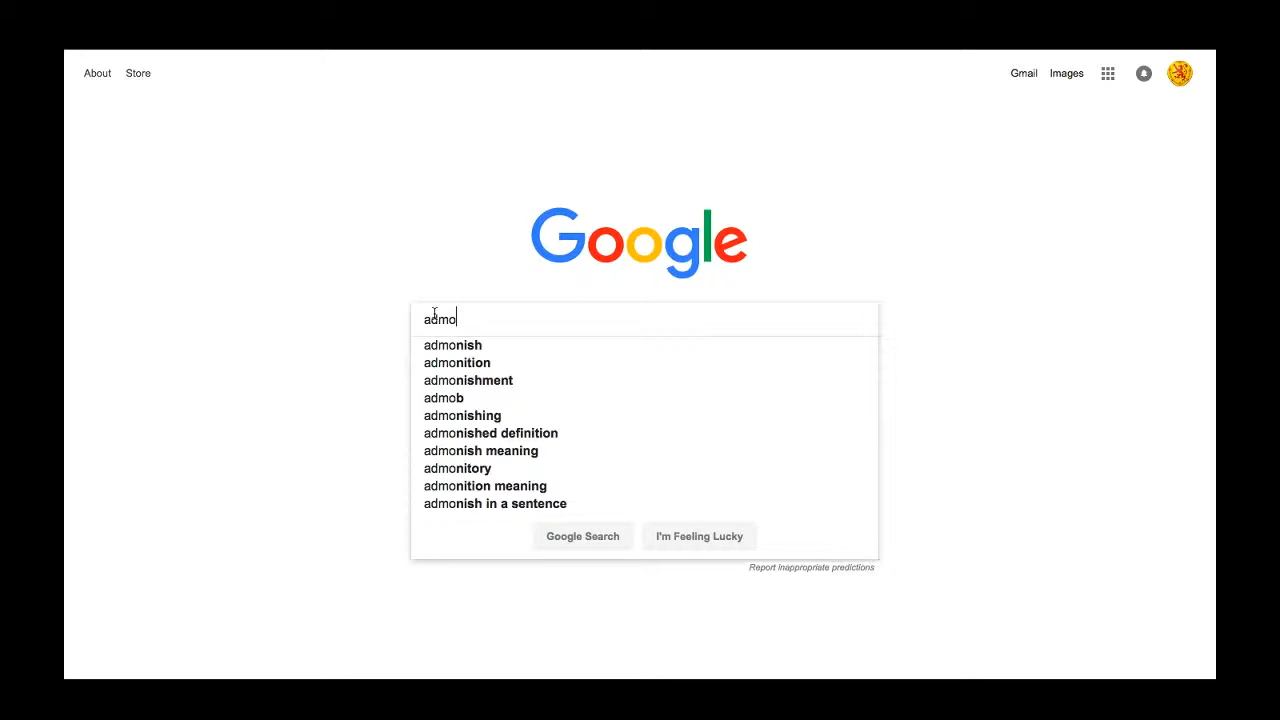 About Store
Gmail Images
Google
admo
admonish
admonition
admonishment
admob
admonishing
admonished definition
admonish meaning
admonitory
admonition meaning
admonish in a sentence
Google Search I'm Feeling Lucky
Report inappropriate predictions